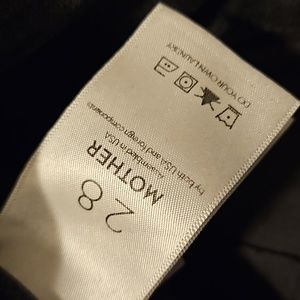 28
MOTHER
Assembled in USA
by both USA and foreign components
DO YOUR OWN LAUNDRY